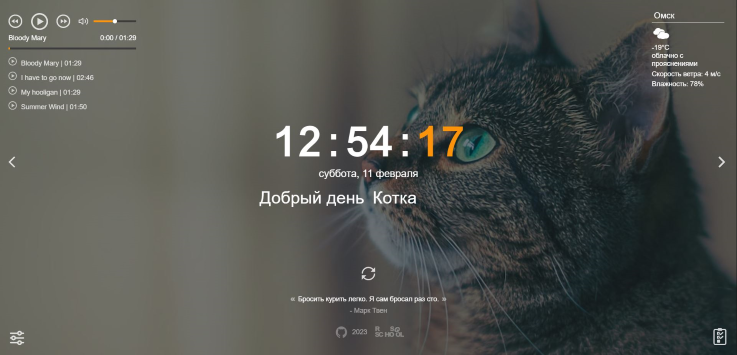 Bloody Mary 0:00 / 01:29
Bloody Mary | 01:29
I have to go now | 02:46
My hooligan | 01:29
Summer Wind | 01:50
Омск
-19°C
облачно с
прояснениями
Скорость ветра: 4 м/с
Влажность: 78%
12:54:17
суббота, 11 февраля
Добрый день Котка
« Бросить курить легко. Я сам бросал раз сто. »
- Марк Твен
2023